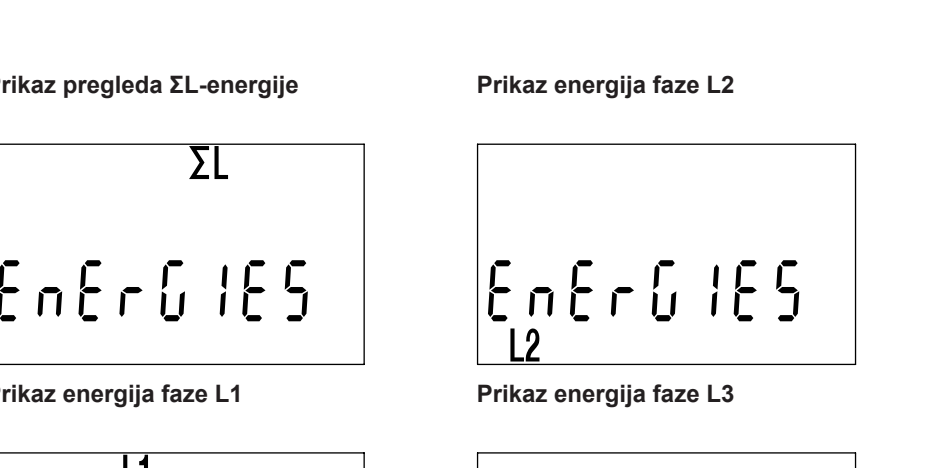 rikaz pregleda ΣL-energije
ΣL
EnErGIES
rikaz energija faze L1
L1
Prikaz energija faze L2
EnErGIES
L2
Prikaz energija faze L3